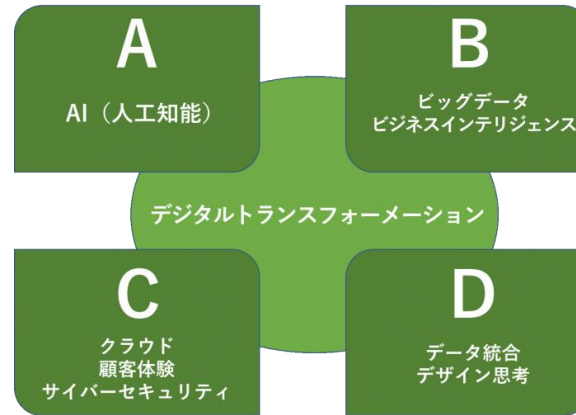 A
AI（人工知能）
B
ビッグデータ
ビジネスインテリジェンス
デジタルトランスフォーメーション
C
クラウド
顧客体験
サイバーセキュリティ
D
データ統合
デザイン思考